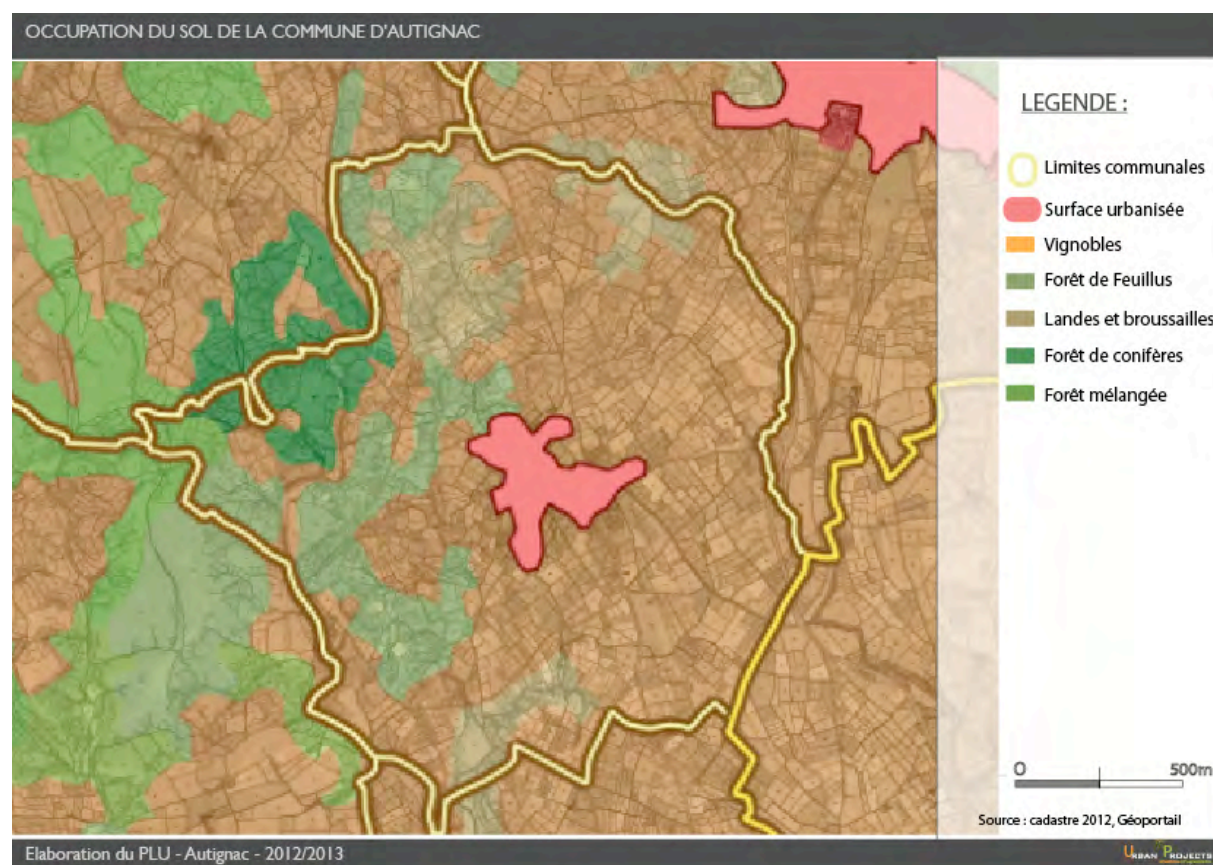 OCCUPATION DU SOL DE LA COMMUNE D'AUTIGNAC
LEGENDE :
Limites communales
Surface urbanisée
Vignobles
Forêt de Feuillus
Landes et broussailles
Forêt de conifères
Forêt mélangée
0 500m
Source : cadastre 2012, Géoportail
Elaboration du PLU - Autignac - 2012/2013
URBAN PROJECTS